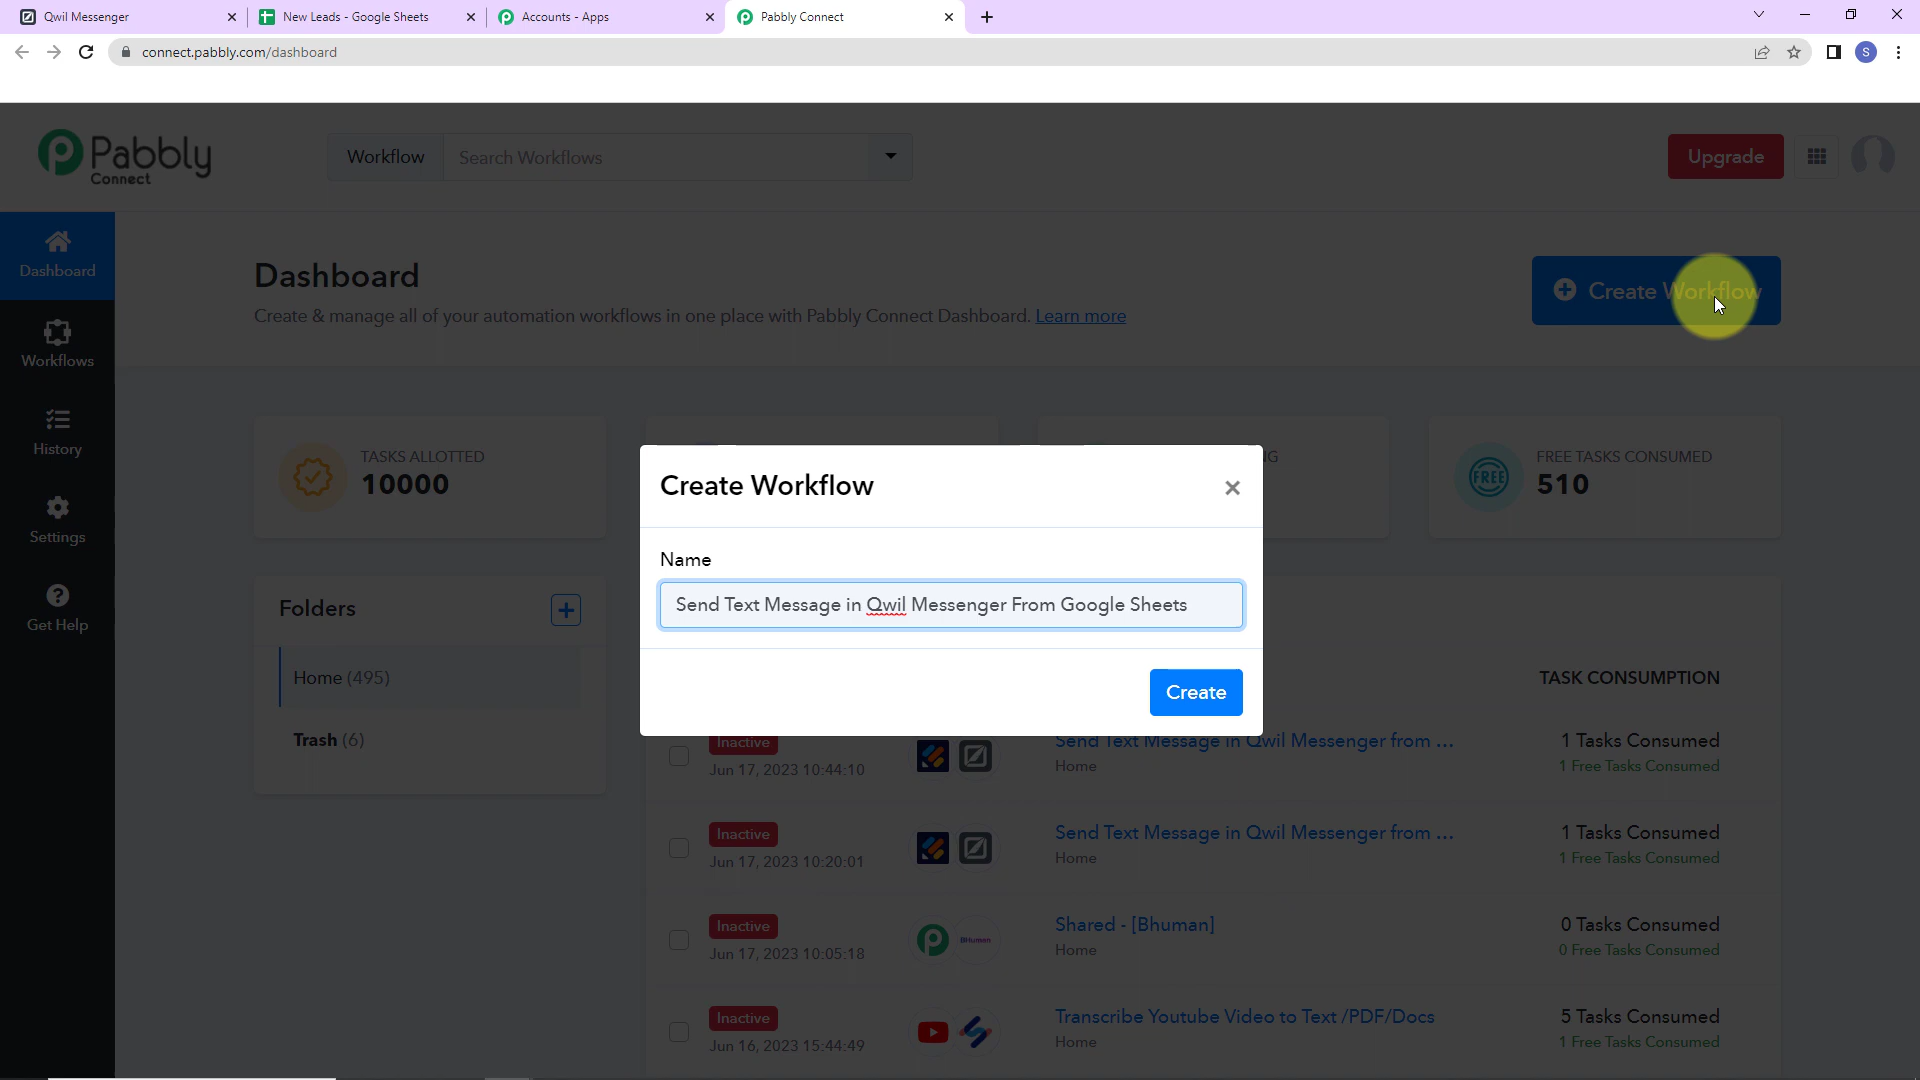 Qwil Messenger
New Leads - Google Sheets
Accounts - Apps
Pabbly Connect
connect.pabbly.com/dashboard
S
Pabbly
Connect
Workflow
Search Workflows
Upgrade
Dashboard
Workflows
History
Settings
Get Help
Dashboard
Create & manage all of your automation workflows in one place with Pabbly Connect Dashboard. Learn more
Create Workflow
TASKS ALLOTTED
10000
NG
FREE
FREE TASKS CONSUMED
510
Create Workflow
Name
Send Text Message in Qwil Messenger From Google Sheets
Create
Folders
Home (495)
Trash (6)
TASK CONSUMPTION
Inactive
Jun 17, 2023 10:44:10
Send Text Message in Qwil Messenger from ...
Home
1 Tasks Consumed
1 Free Tasks Consumed
Inactive
Jun 17, 2023 10:20:01
Send Text Message in Qwil Messenger from ...
Home
1 Tasks Consumed
1 Free Tasks Consumed
Inactive
Jun 17, 2023 10:05:18
BHuman
Shared - [Bhuman]
Home
0 Tasks Consumed
0 Free Tasks Consumed
Inactive
Jun 16, 2023 15:44:49
Transcribe Youtube Video to Text /PDF/Docs
Home
5 Tasks Consumed
1 Free Tasks Consumed